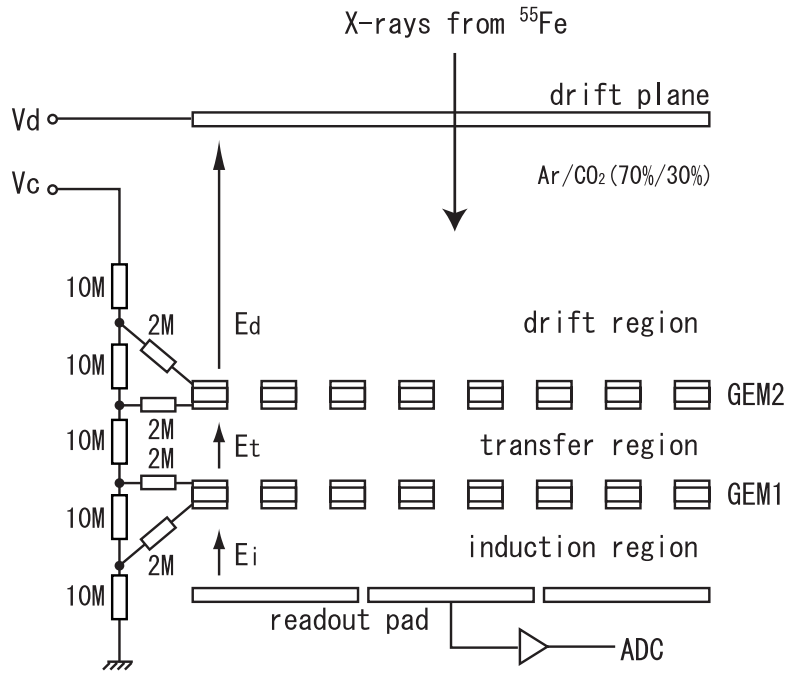 X-rays from ⁵⁵Fe
drift plane
Vd
Ar/CO₂(70%/30%)
Vc
10M
2M
Ed
drift region
10M
GEM2
2M
10M
Et
transfer region
2M
GEM1
10M
Ei
induction region
2M
10M
readout pad
ADC